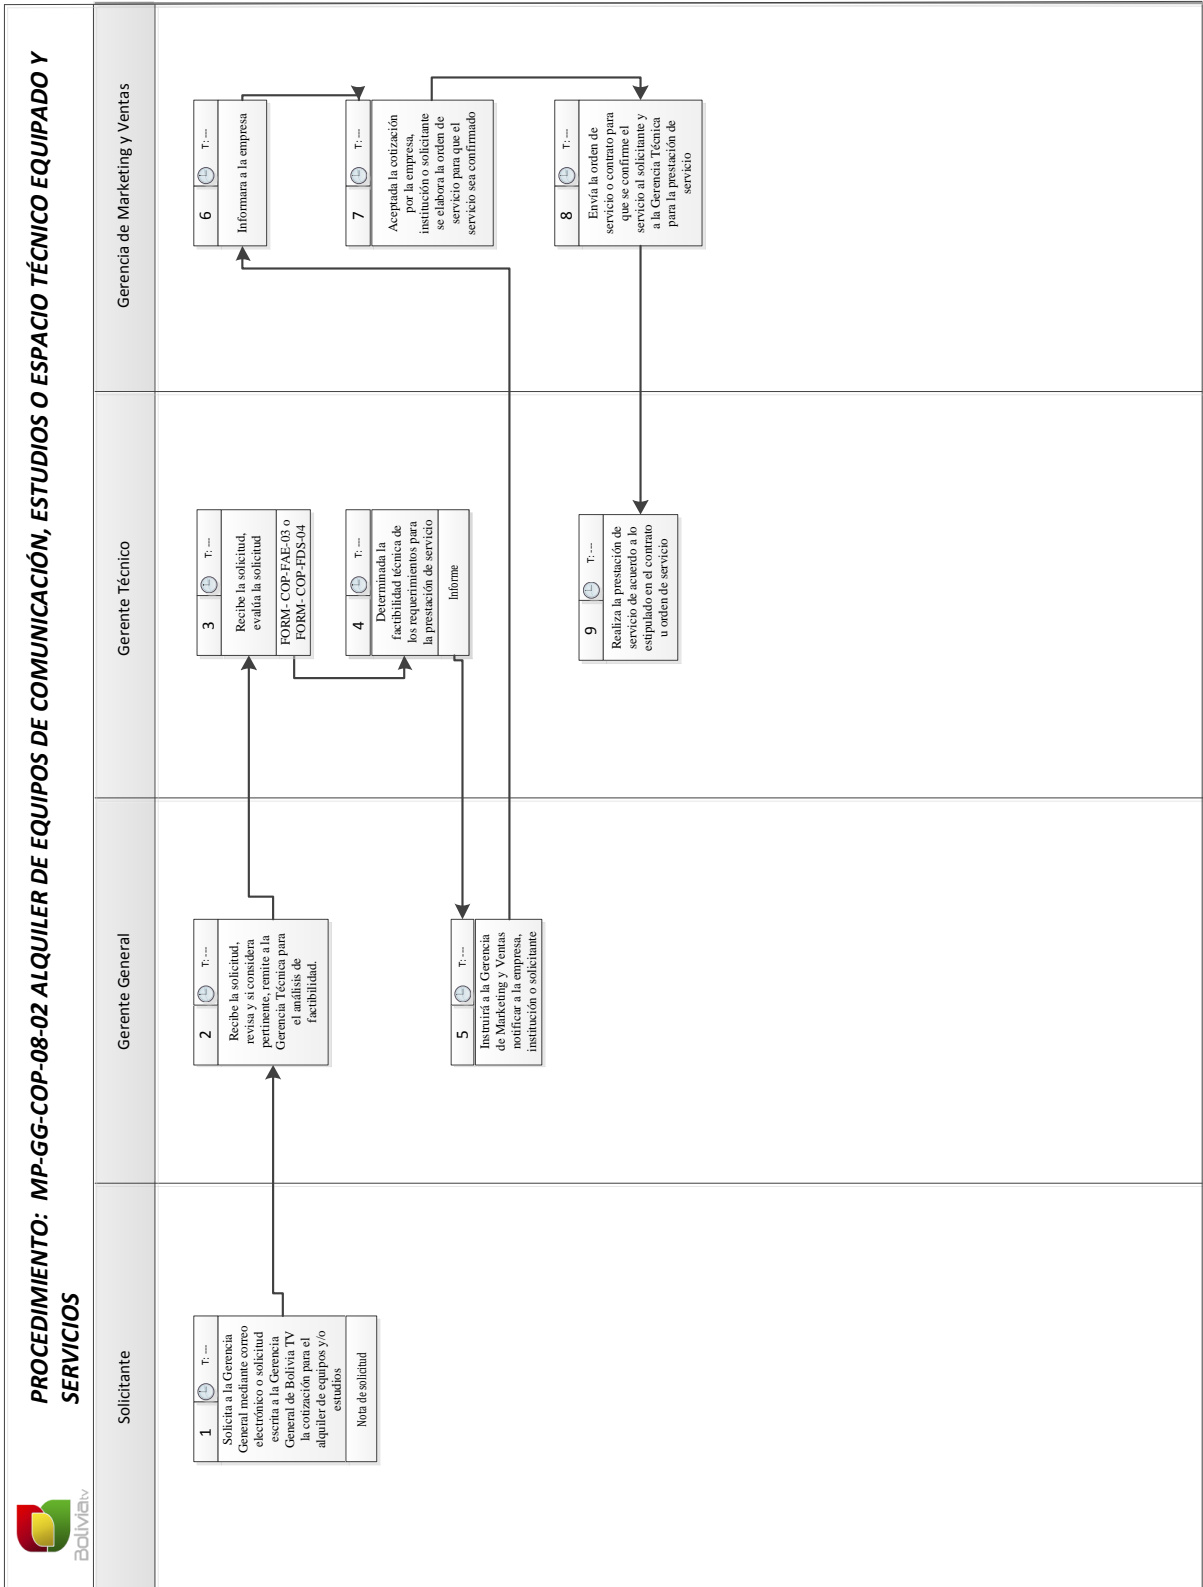 PROCEDIMIENTO: MP-GG-COP-08-02 ALQUILER DE EQUIPOS DE COMUNICACIÓN, ESTUDIOS O ESPACIO TÉCNICO EQUIPADO Y
SERVICIOS
Boliviatv
Solicitante
Gerente General
Gerente Técnico
Gerencia de Marketing y Ventas
1
T: ---
Solicita a la Gerencia
General mediante correo
electrónico o solicitud
escrita a la Gerencia
General de Bolivia TV
la cotización para el
alquiler de equipos y/o
estudios
Nota de solicitud
2
T: ---
Recibe la solicitud,
revisa y si considera
pertinente, remite a la
Gerencia Técnica para
el análisis de
factibilidad.
3
T: ---
Recibe la solicitud,
evalúa la solicitud
FORM- COP-FAE-03 o
FORM- COP-FDS-04
4
T: ---
Determinada la
factibilidad técnica de
los requerimientos para
la prestación de servicio
Informe
5
T: ---
Instruirá a la Gerencia
de Marketing y Ventas
notificar a la empresa,
institución o solicitante
6
T: ---
Informara a la empresa
7
T: ---
Aceptada la cotización
por la empresa,
institución o solicitante
se elabora la orden de
servicio para que el
servicio sea confirmado
8
T: ---
Envía la orden de
servicio o contrato para
que se confirme el
servicio al solicitante y
a la Gerencia Técnica
para la prestación de
servicio
9
T: ---
Realiza la prestación de
servicio de acuerdo a lo
estipulado en el contrato
u orden de servicio